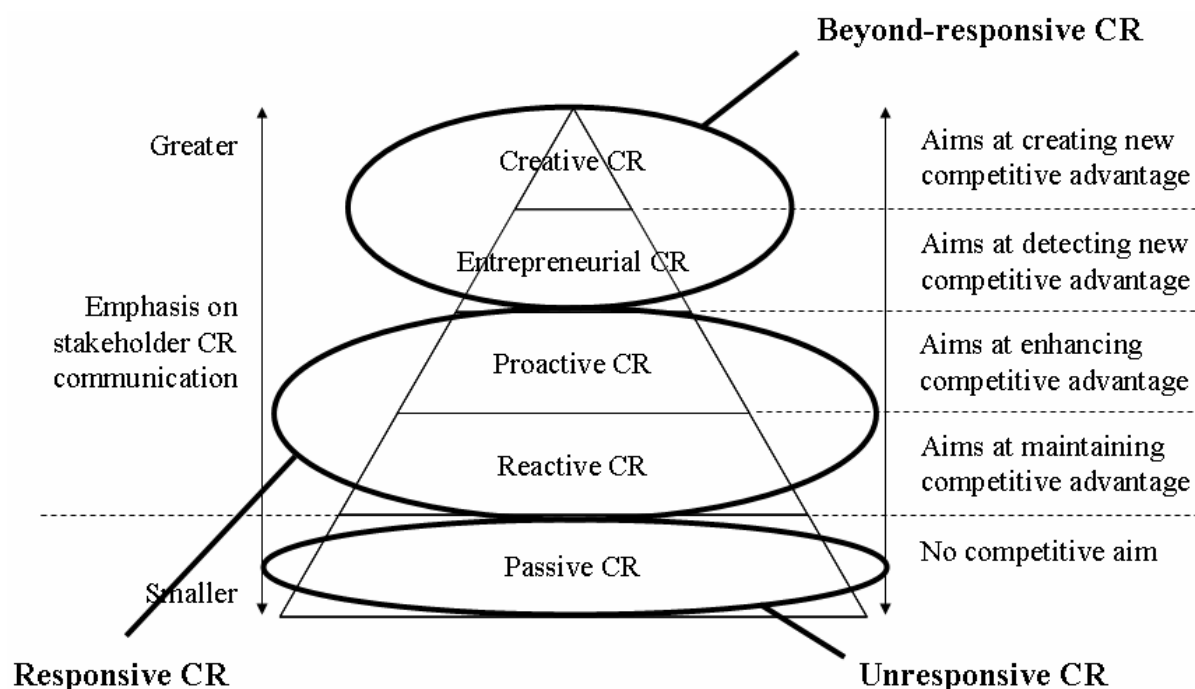 Beyond-responsive CR
Greater
Creative CR
Aims at creating new
competitive advantage
Entrepreneurial CR
Aims at detecting new
competitive advantage
Emphasis on
stakeholder CR
communication
Proactive CR
Aims at enhancing
competitive advantage
Reactive CR
Aims at maintaining
competitive advantage
Passive CR
No competitive aim
Smaller
Responsive CR
Unresponsive CR